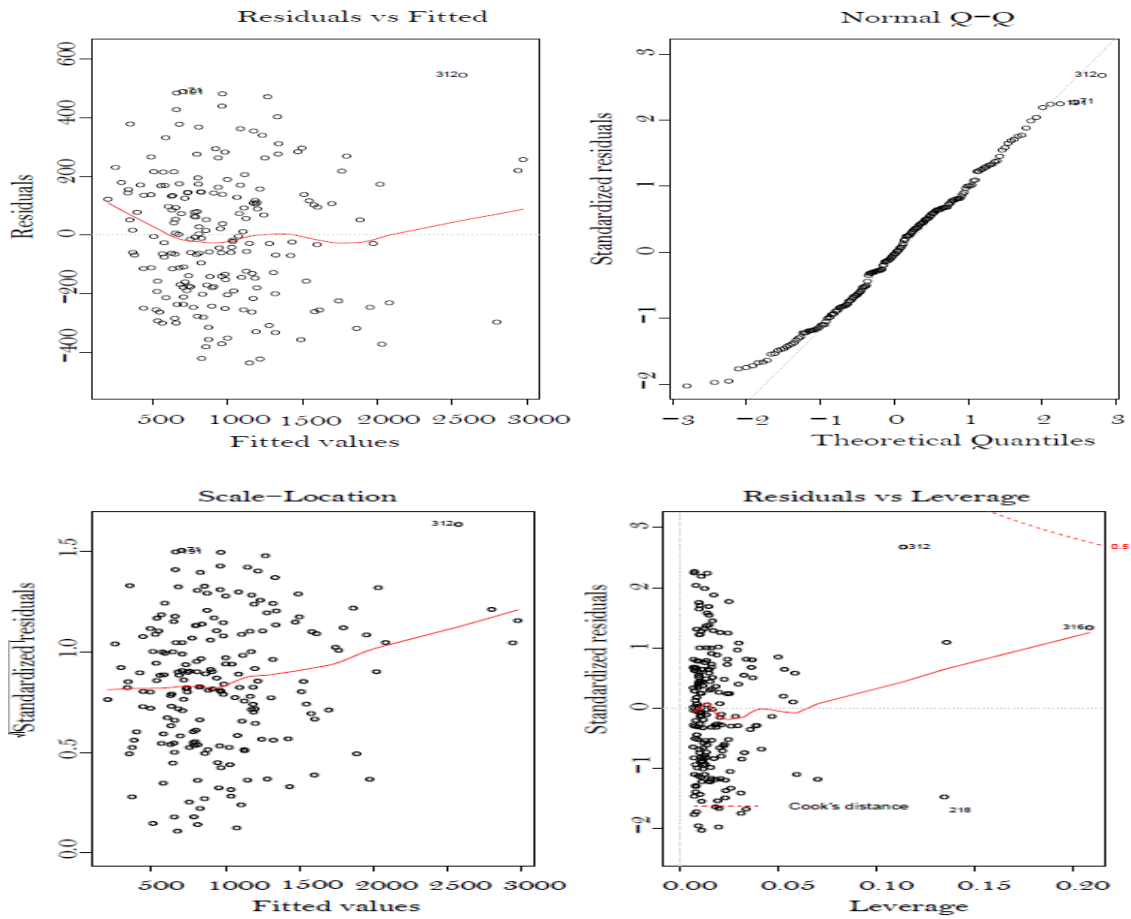 Residuals vs Fitted
Residuals
600
400
200
0
−200
−400
312
71
500 1000 1500 2000 2500 3000
Fitted values
Normal Q−Q
Standardized residuals
3
2
1
0
−1
−2
312
71
−3 −2 −1 0 1 2 3
Theoretical Quantiles
Scale−Location
√Standardized residuals
1.5
1.0
0.5
0.0
312
500 1000 1500 2000 2500 3000
Fitted values
Residuals vs Leverage
Standardized residuals
3
2
1
0
−1
−2
312
0.5
316
218
Cook's distance
0.00 0.05 0.10 0.15 0.20
Leverage